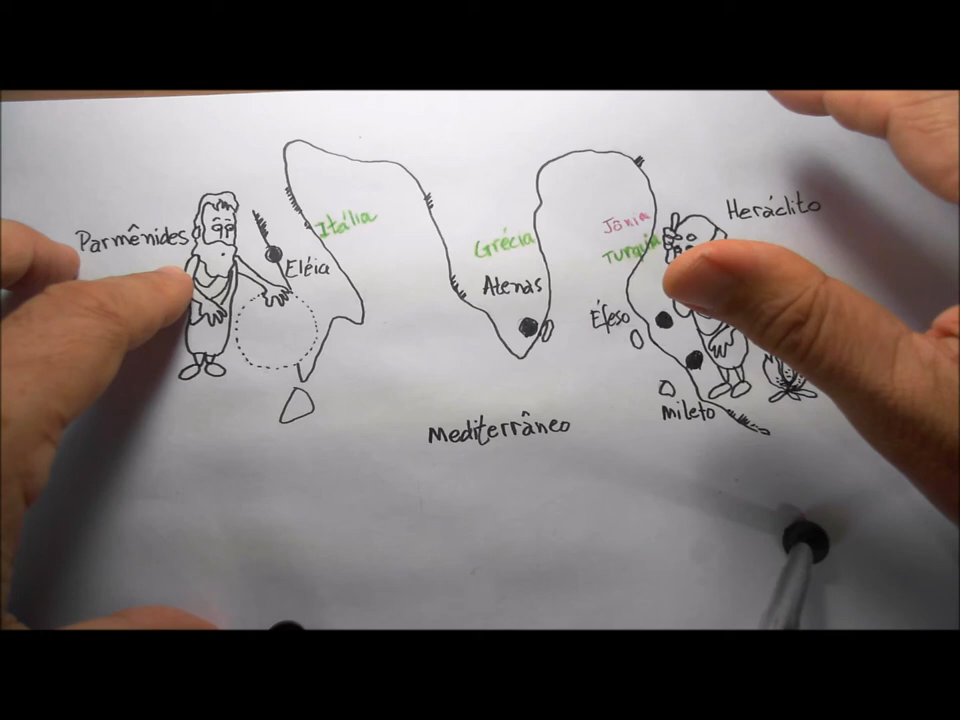 Parmênides
Eléia
Itália
Grécia
Atenas
Jônia
Turquia
Heráclito
Éfeso
mileto
Mediterrâneo